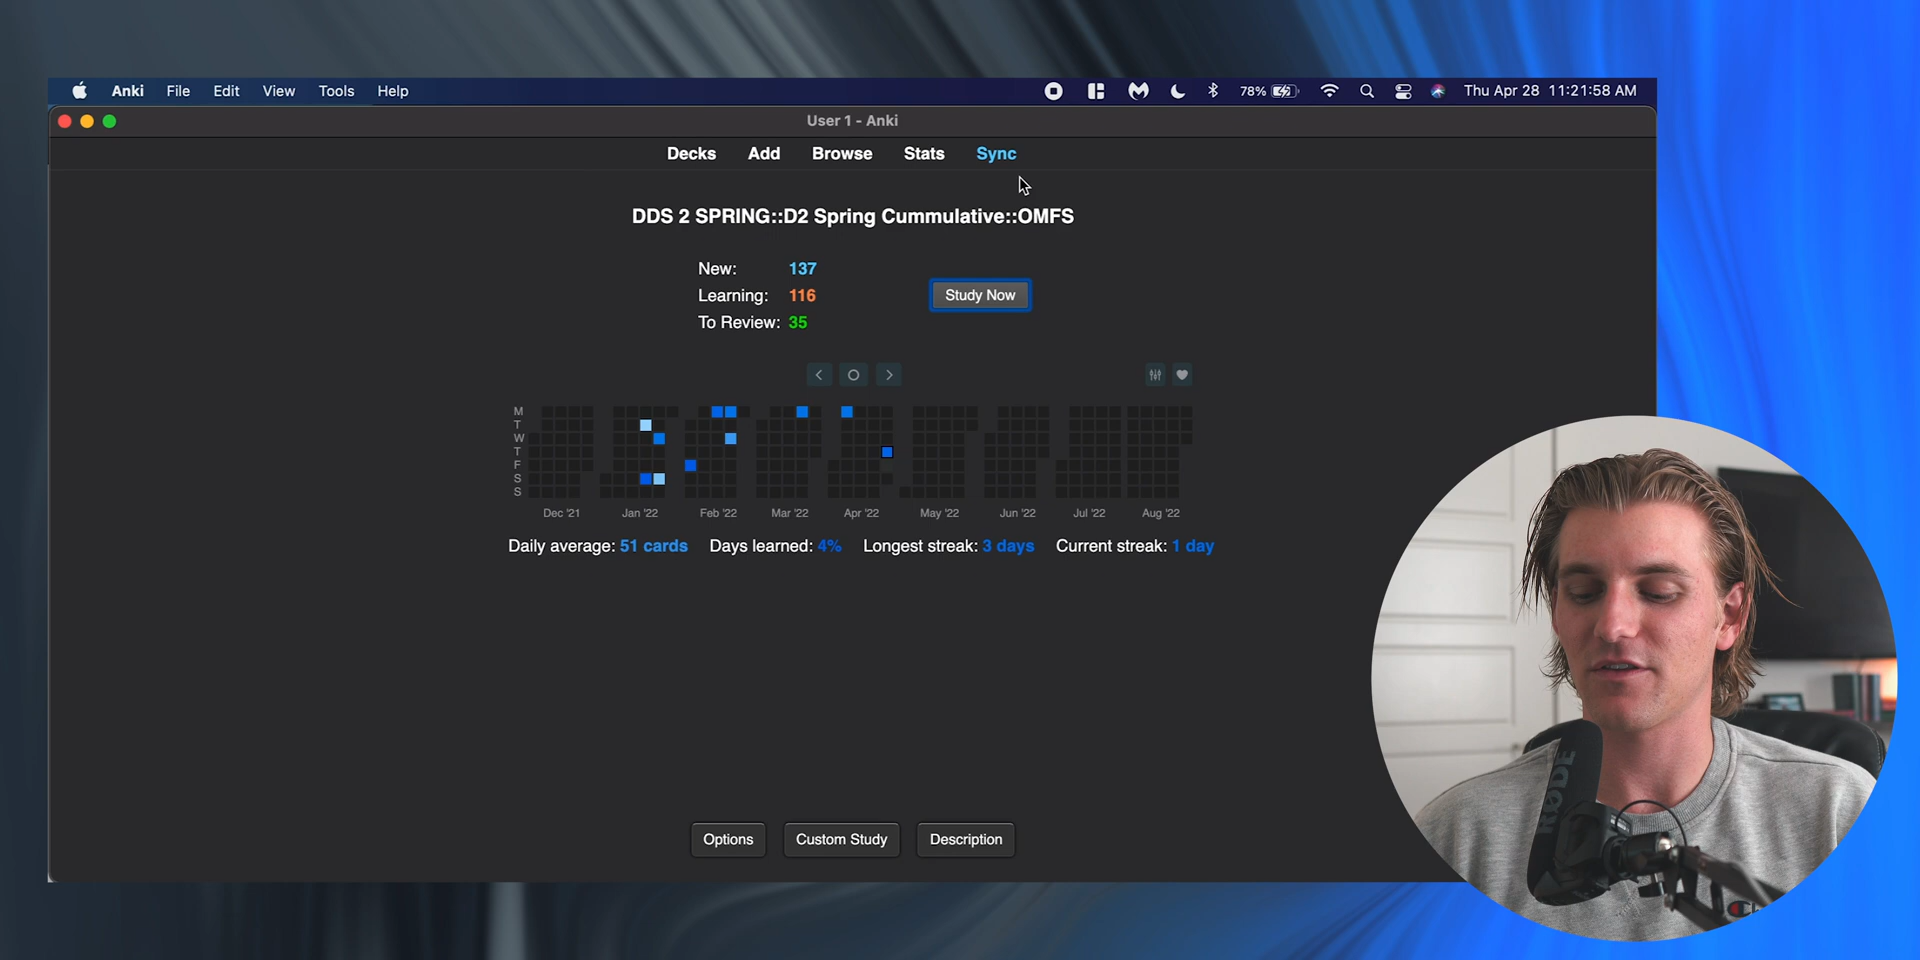 Anki File Edit View Tools Help 78% Thu Apr 28 11:21:58 AM
User 1 - Anki
Decks Add Browse Stats Sync
DDS 2 SPRING::D2 Spring Cummulative::OMFS
New: 137
Learning: 116
To Review: 35
Study Now
M
T
W
T
F
S
S
Dec '21 Jan '22 Feb '22 Mar '22 Apr '22 May '22 Jun '22 Jul '22 Aug '22
Daily average: 51 cards Days learned: 4% Longest streak: 3 days Current streak: 1 day
Options Custom Study Description
RØDE